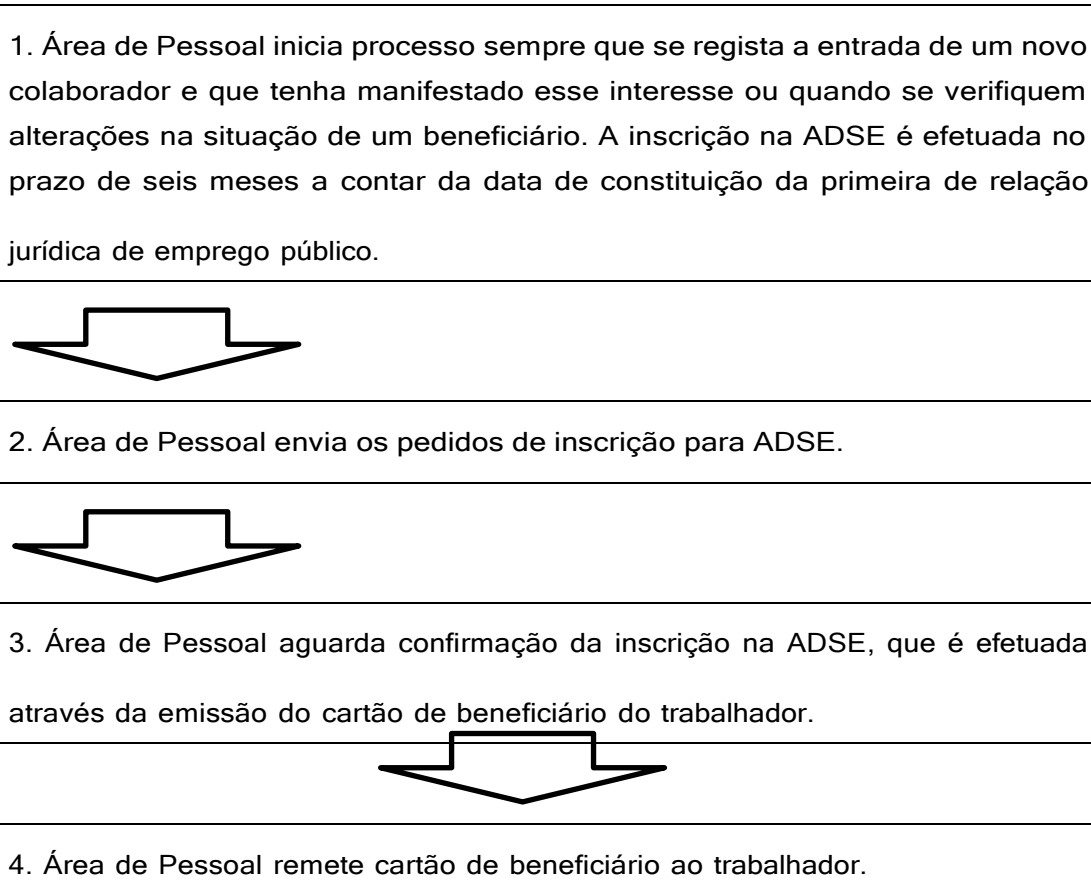 1. Área de Pessoal inicia processo sempre que se regista a entrada de um novo
colaborador e que tenha manifestado esse interesse ou quando se verifiquem
alterações na situação de um beneficiário. A inscrição na ADSE é efetuada no
prazo de seis meses a contar da data de constituição da primeira de relação
jurídica de emprego público.
2. Área de Pessoal envia os pedidos de inscrição para ADSE.
3. Área de Pessoal aguarda confirmação da inscrição na ADSE, que é efetuada
através da emissão do cartão de beneficiário do trabalhador.
4. Área de Pessoal remete cartão de beneficiário ao trabalhador.